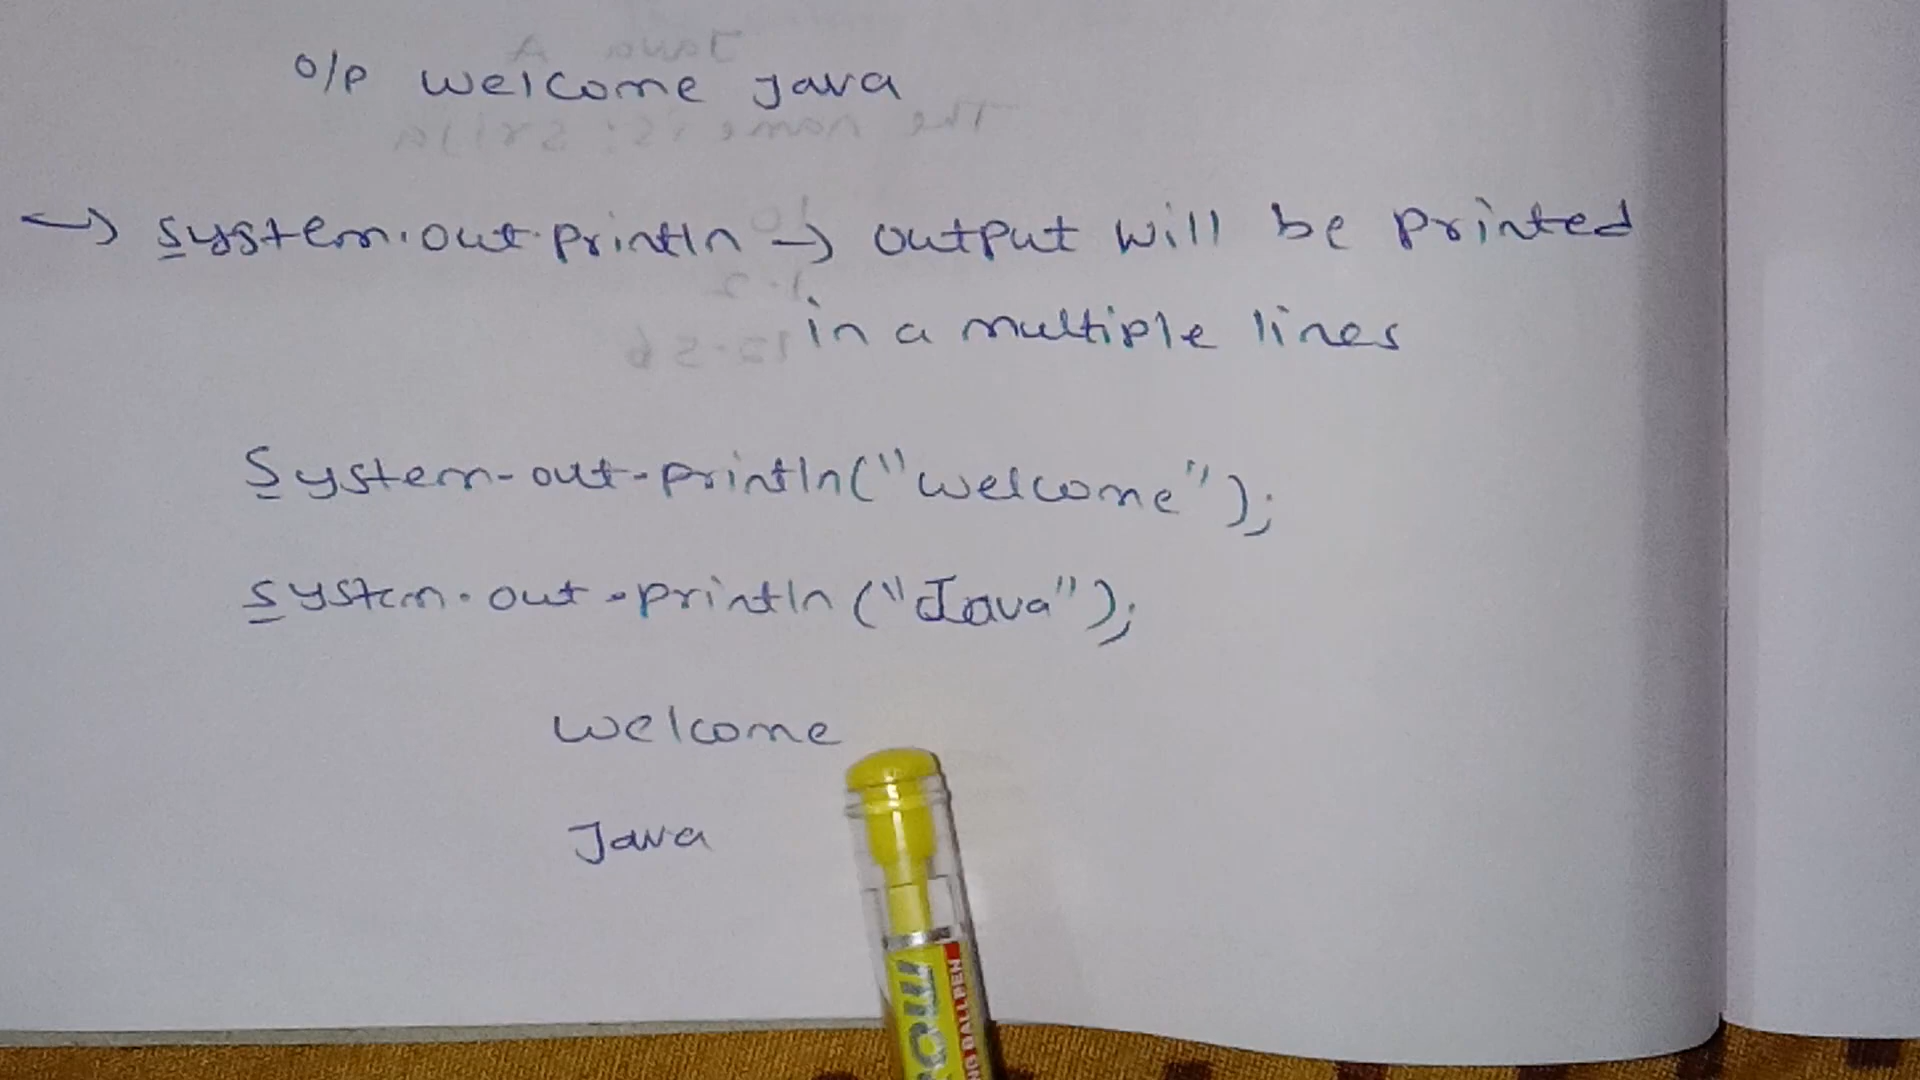 o/p welcome Java
→ System.out.println → output will be printed
in a multiple lines
System.out.println("welcome");
System.out.println("Java");
welcome
Java
BALLPEN